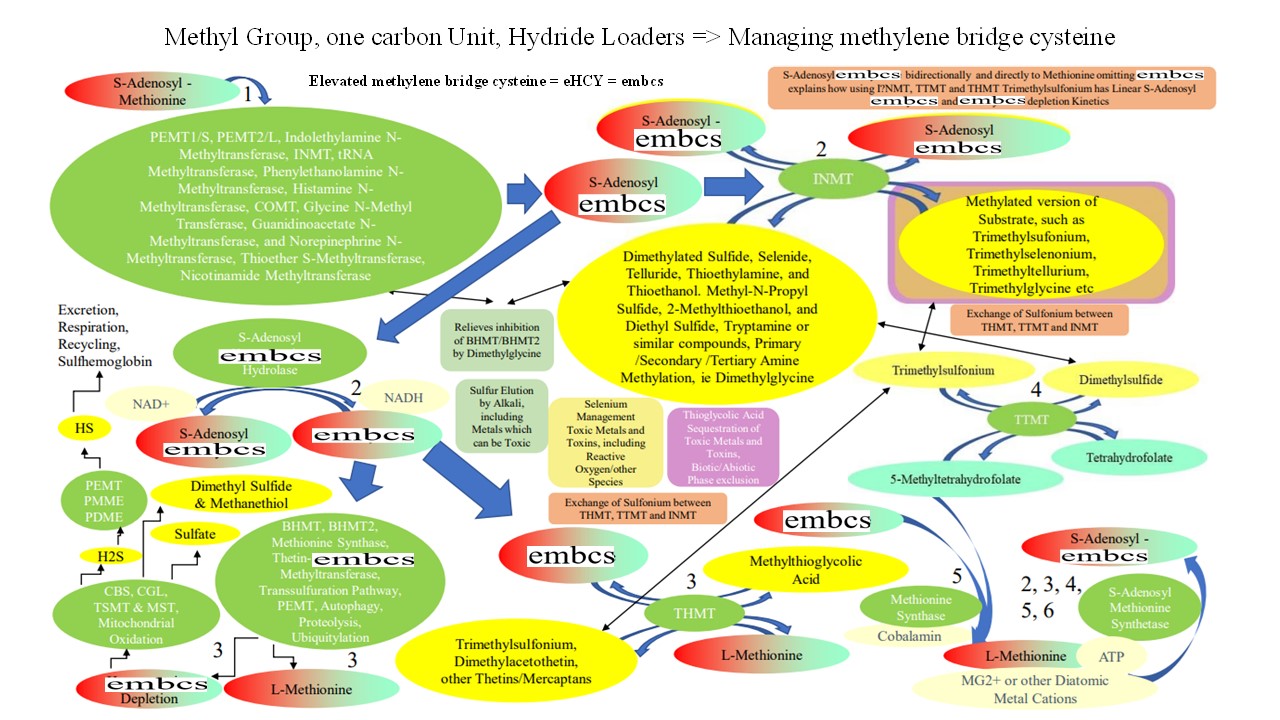 Methyl Group, one carbon Unit, Hydride Loaders => Managing methylene bridge cysteine
Elevated methylene bridge cysteine = eHCY = embcs
S-Adenosyl -
Methionine
1
PEMT1/S, PEMT2/L, Indolethylamine N-
Methyltransferase, INMT, tRNA
Methyltransferase, Phenylethanolamine N-
Methyltransferase, Histamine N-
Methyltransferase, COMT, Glycine N-Methyl
Transferase, Guanidinoacetate N-
Methyltransferase, and Norepinephrine N-
Methyltransferase, Thioether S-Methyltransferase,
Nicotinamide Methyltransferase
S-Adenosyl
embcs
S-Adenosyl -
embcs
2
INMT
S-Adenosyl
embcs
S-Adenosyl embcs bidirectionally and directly to Methionine omitting embcs
explains how using I?NMT, TTMT and THMT Trimethylsulfonium has Linear S-Adenosyl
embcs and embcs depletion Kinetics
Methylated version of
Substrate, such as
Trimethylsufonium,
Trimethylselenonium,
Trimethyltellurium,
Trimethylglycine etc
Exchange of Sulfonium between
THMT, TTMT and INMT
Dimethylated Sulfide, Selenide,
Telluride, Thioethylamine, and
Thioethanol. Methyl-N-Propyl
Sulfide, 2-Methylthioethanol, and
Diethyl Sulfide, Tryptamine or
similar compounds, Primary
/Secondary /Tertiary Amine
Methylation, ie Dimethylglycine
Relieves inhibition
of BHMT/BHMT2
by Dimethylglycine
Sulfur Elution
by Alkali,
including
Metals which
can be Toxic
Selenium
Management
Toxic Metals and
Toxins, including
Reactive
Oxygen/other
Species
Thioglycolic Acid
Sequestration of
Toxic Metals and
Toxins,
Biotic/Abiotic
Phase exclusion
Exchange of Sulfonium between
THMT, TTMT and INMT
Excretion,
Respiration,
Recycling,
Sulfhemoglobin
S-Adenosyl
embcs
Hydrolase
NAD+
2
NADH
S-Adenosyl
embcs
embcs
HS
PEMT
PMME
PDME
H2S
Dimethyl Sulfide
& Methanethiol
Sulfate
CBS, CGL,
TSMT & MST,
Mitochondrial
Oxidation
BHMT, BHMT2,
Methionine Synthase,
Thetin-embcs
Methyltransferase,
Transsulfuration Pathway,
PEMT, Autophagy,
Proteolysis,
Ubiquitylation
3
3
embcs
Depletion
L-Methionine
embcs
3
THMT
Methylthioglycolic
Acid
L-Methionine
Trimethylsulfonium,
Dimethylacetothetin,
other Thetins/Mercaptans
Trimethylsulfonium
4
Dimethylsulfide
TTMT
Tetrahydrofolate
5-Methyltetrahydrofolate
embcs
5
Methionine
Synthase
Cobalamin
L-Methionine
ATP
MG2+ or other Diatomic
Metal Cations
2, 3, 4,
5, 6
S-Adenosyl
Methionine
Synthetase
S-Adenosyl -
embcs